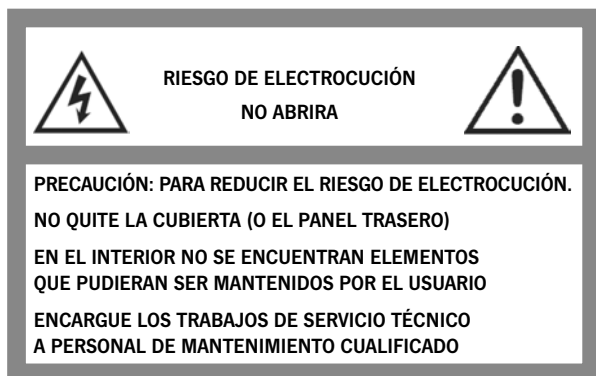 RIESGO DE ELECTROCUCIÓN
NO ABRIRA
PRECAUCIÓN: PARA REDUCIR EL RIESGO DE ELECTROCUCIÓN.
NO QUITE LA CUBIERTA (O EL PANEL TRASERO)
EN EL INTERIOR NO SE ENCUENTRAN ELEMENTOS
QUE PUDIERAN SER MANTENIDOS POR EL USUARIO
ENCARGUE LOS TRABAJOS DE SERVICIO TÉCNICO
A PERSONAL DE MANTENIMIENTO CUALIFICADO